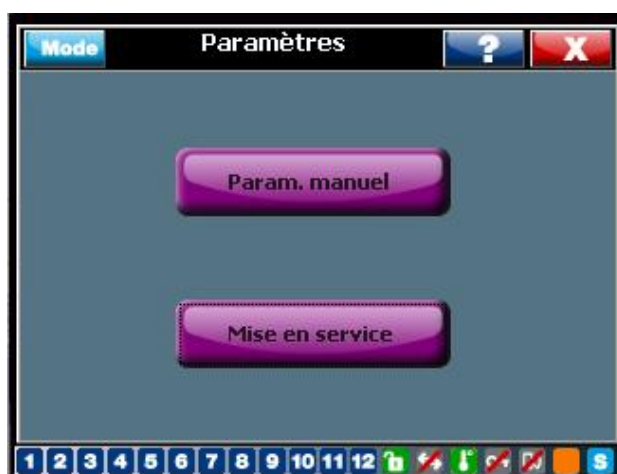 Mode Paramètres ? X
Param. manuel
Mise en service
1 2 3 4 5 6 7 8 9 10 11 12 S